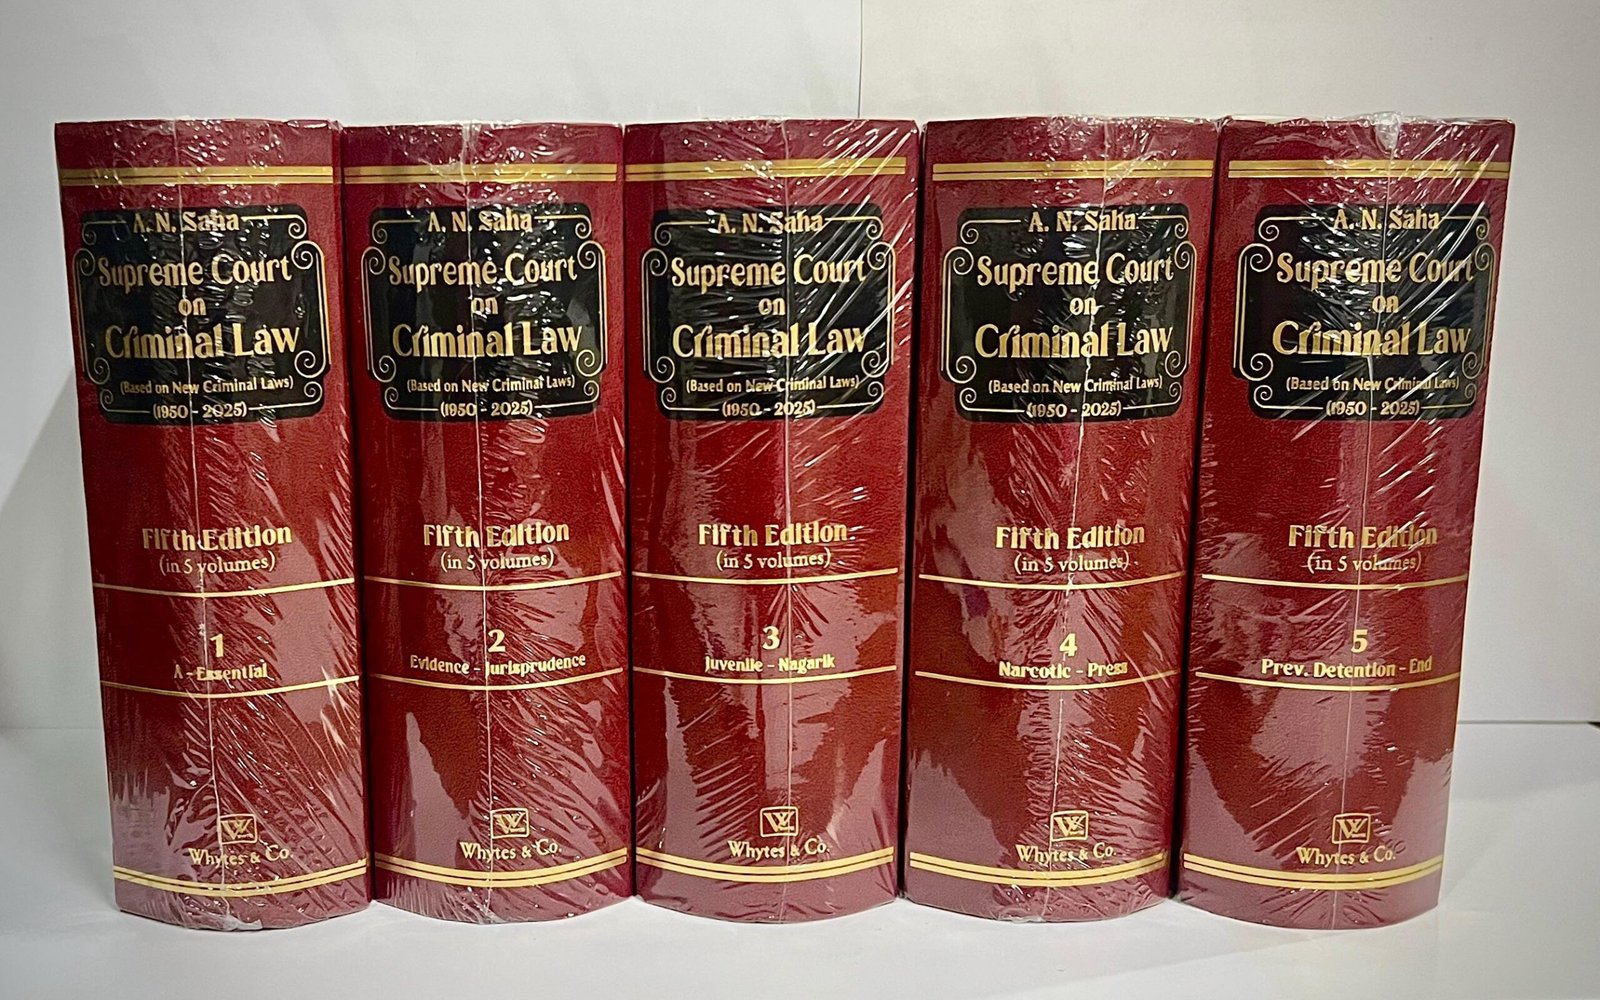 A. N. Saha
Supreme Court
on
Criminal Law
(Based on New Criminal Laws)
(1950 - 2025)
Fifth Edition
(in 5 volumes)
1
A - Essential
W
Whytes & Co.
A. N. Saha
Supreme Court
on
Criminal Law
(Based on New Criminal Laws)
(1950 - 2025)
Fifth Edition
(in 5 volumes)
2
Evidence - Jurisprudence
W
Whytes & Co.
A. N. Saha
Supreme Court
on
Criminal Law
(Based on New Criminal Laws)
(1950 - 2025)
Fifth Edition
(in 5 volumes)
3
Juvenile - Nagarik
W
Whytes & Co.
A. N. Saha
Supreme Court
on
Criminal Law
(Based on New Criminal Laws)
(1950 - 2025)
Fifth Edition
(in 5 volumes)
4
Narcotic - Press
W
Whytes & Co.
A. N. Saha
Supreme Court
on
Criminal Law
(Based on New Criminal Laws)
(1950 - 2025)
Fifth Edition
(in 5 volumes)
5
Prev. Detention - End
W
Whytes & Co.